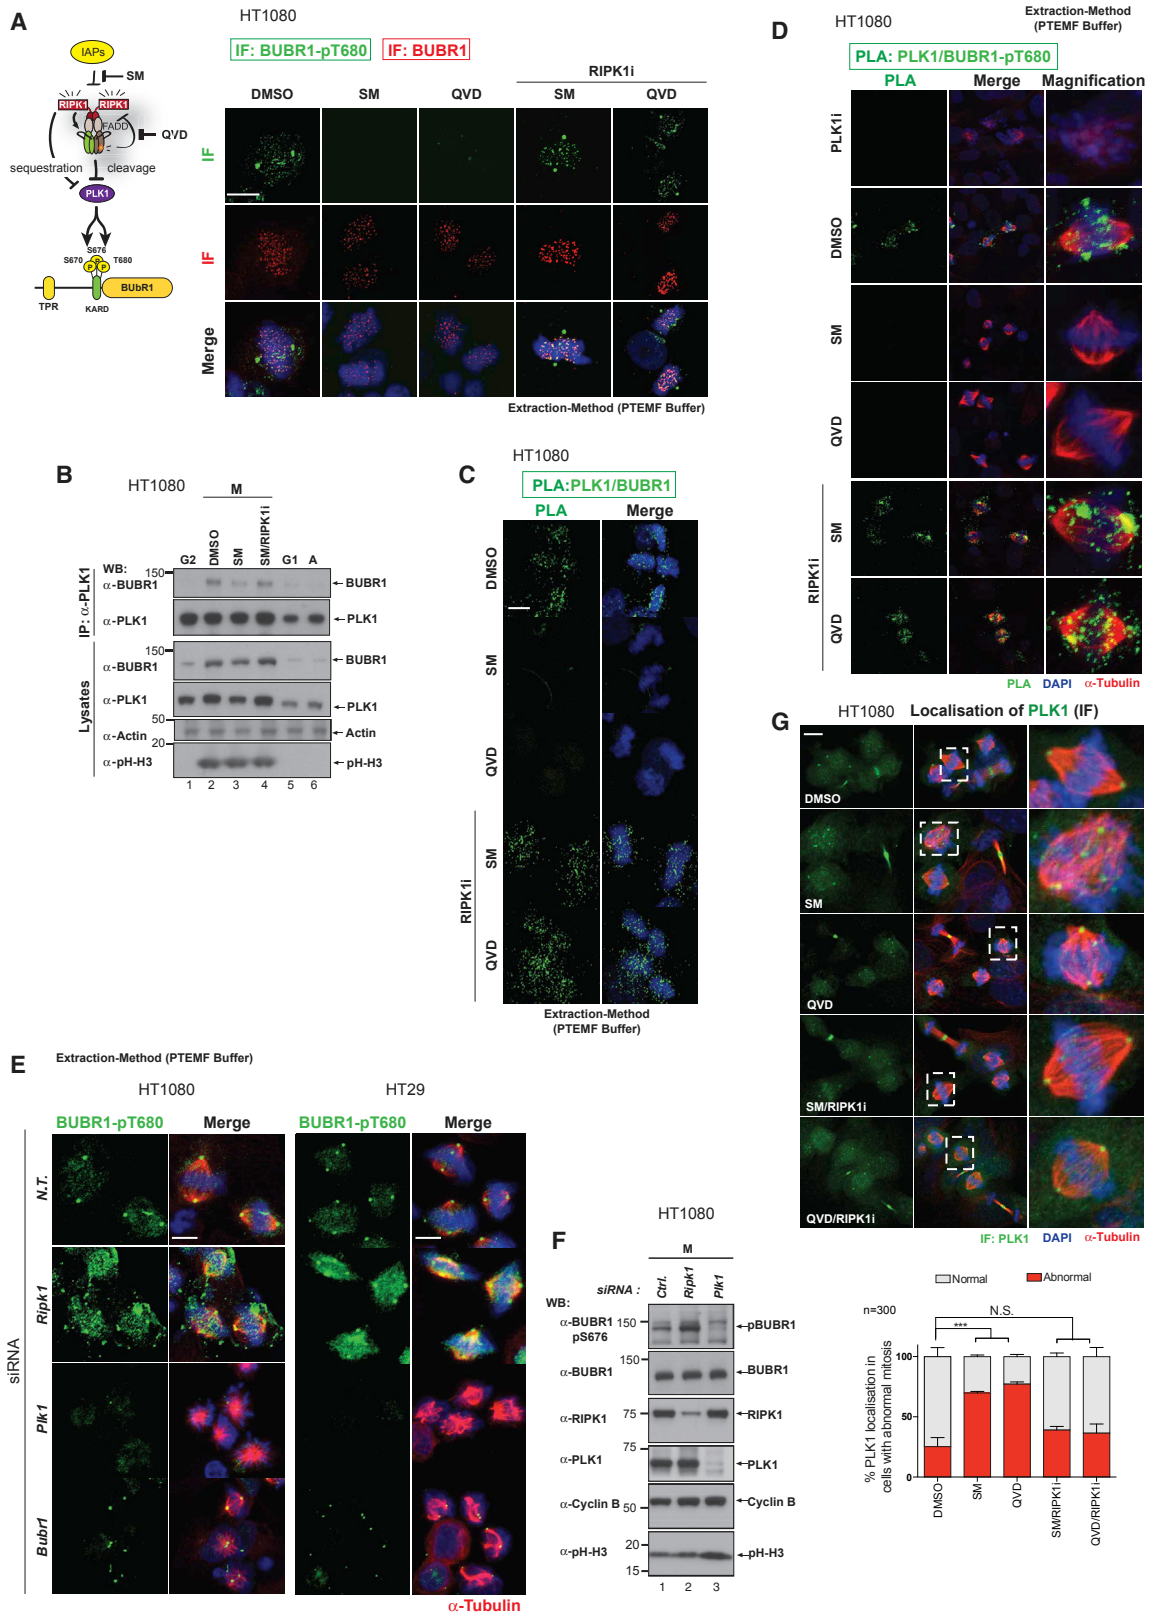 A
HT1080
IF: BUBR1-pT680
IF: BUBR1
RIPK1i
DMSO
SM
QVD
SM
QVD
IF
IF
Merge
Extraction-Method (PTEMF Buffer)
IAPs
SM
RIPK1
RIPK1
FADD
QVD
sequestration
cleavage
PLK1
S676
S670
T680
P
P
P
BUbR1
TPR
KARD
B
HT1080
M
G2
DMSO
SM
SM/RIPK1i
G1
A
WB:
IP: α-PLK1
150
α-BUBR1
BUBR1
α-PLK1
PLK1
Lysates
150
α-BUBR1
BUBR1
α-PLK1
PLK1
50
α-Actin
Actin
20
α-pH-H3
pH-H3
1 2 3 4 5 6
C
HT1080
PLA:PLK1/BUBR1
PLA
Merge
DMSO
SM
QVD
RIPK1i
SM
QVD
Extraction-Method
(PTEMF Buffer)
D
HT1080
Extraction-Method
(PTEMF Buffer)
PLA: PLK1/BUBR1-pT680
PLA
Merge
Magnification
PLK1i
DMSO
SM
QVD
RIPK1i
SM
QVD
PLA DAPI α-Tubulin
E
Extraction-Method (PTEMF Buffer)
HT1080
HT29
BUBR1-pT680
Merge
BUBR1-pT680
Merge
siRNA
N.T.
Ripk1
Plk1
Bubr1
α-Tubulin
F
HT1080
M
siRNA :
Ctrl.
Ripk1
Plk1
WB:
α-BUBR1
pS676
150
pBUBR1
150
α-BUBR1
BUBR1
α-RIPK1
75
RIPK1
75
α-PLK1
PLK1
α-Cyclin B
50
Cyclin B
20
α-pH-H3
pH-H3
15
1 2 3
G
HT1080
Localisation of PLK1 (IF)
DMSO
SM
QVD
SM/RIPK1i
QVD/RIPK1i
IF: PLK1 DAPI α-Tubulin
Normal
Abnormal
n=300
N.S.
***
% PLK1 localisation in
cells with abnormal mitosis
100
50
0
DMSO
SM
QVD
SM/RIPK1i
QVD/RIPK1i